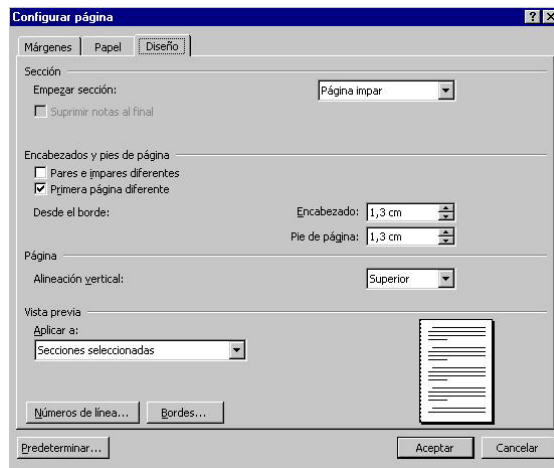 Configurar página
Márgenes Papel Diseño
Sección
Empezar sección: Página impar
Suprimir notas al final
Encabezados y pies de página
Pares e impares diferentes
Primera página diferente
Desde el borde: Encabezado: 1,3 cm
Pie de página: 1,3 cm
Página
Alineación vertical: Superior
Vista previa
Aplicar a:
Secciones seleccionadas
Números de línea... Bordes...
Predeterminar... Aceptar Cancelar